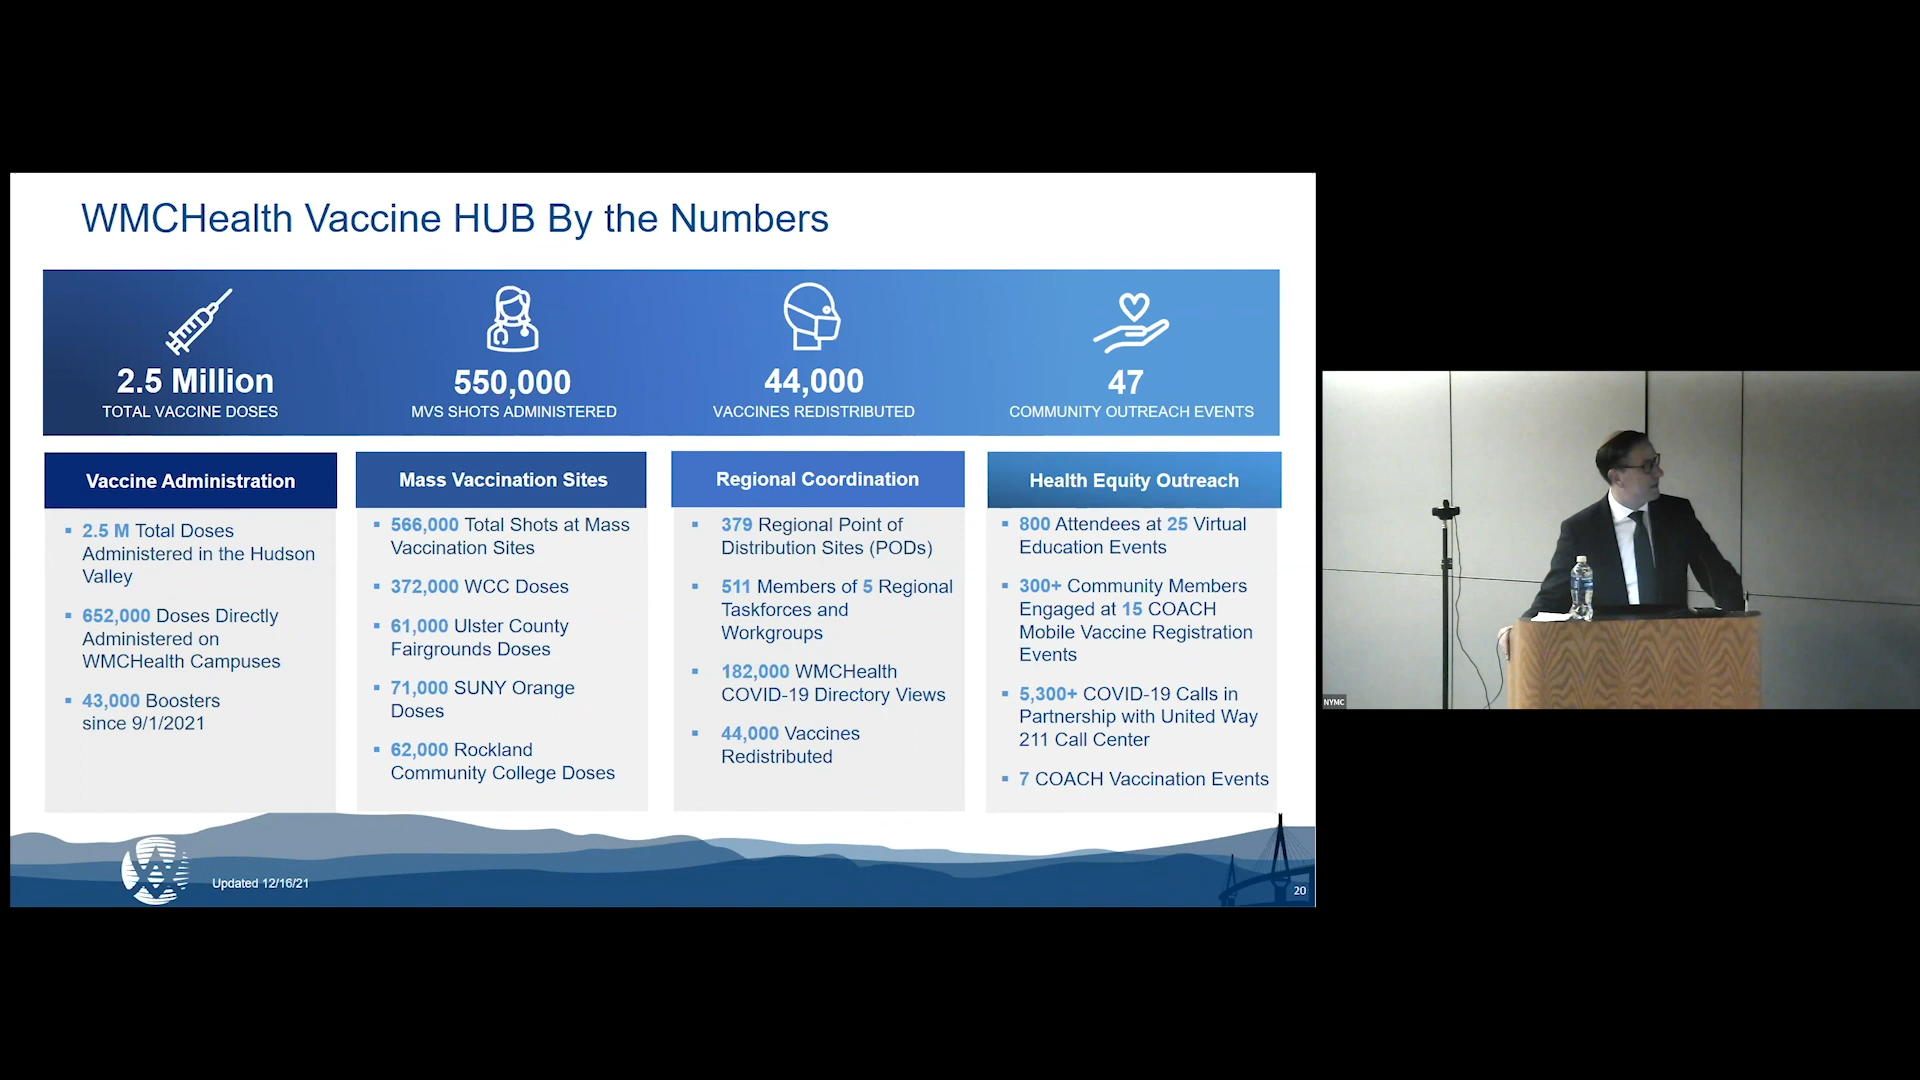 WMCHealth Vaccine HUB By the Numbers
2.5 Million
TOTAL VACCINE DOSES
550,000
MVS SHOTS ADMINISTERED
44,000
VACCINES REDISTRIBUTED
47
COMMUNITY OUTREACH EVENTS
Vaccine Administration
2.5 M Total Doses
Administered in the Hudson
Valley
652,000 Doses Directly
Administered on
WMCHealth Campuses
43,000 Boosters
since 9/1/2021
Mass Vaccination Sites
566,000 Total Shots at Mass
Vaccination Sites
372,000 WCC Doses
61,000 Ulster County
Fairgrounds Doses
71,000 SUNY Orange
Doses
62,000 Rockland
Community College Doses
Regional Coordination
379 Regional Point of
Distribution Sites (PODs)
511 Members of 5 Regional
Taskforces and
Workgroups
182,000 WMCHealth
COVID-19 Directory Views
44,000 Vaccines
Redistributed
Health Equity Outreach
800 Attendees at 25 Virtual
Education Events
300+ Community Members
Engaged at 15 COACH
Mobile Vaccine Registration
Events
5,300+ COVID-19 Calls in
Partnership with United Way
211 Call Center
7 COACH Vaccination Events
Updated 12/16/21
20
NYMC